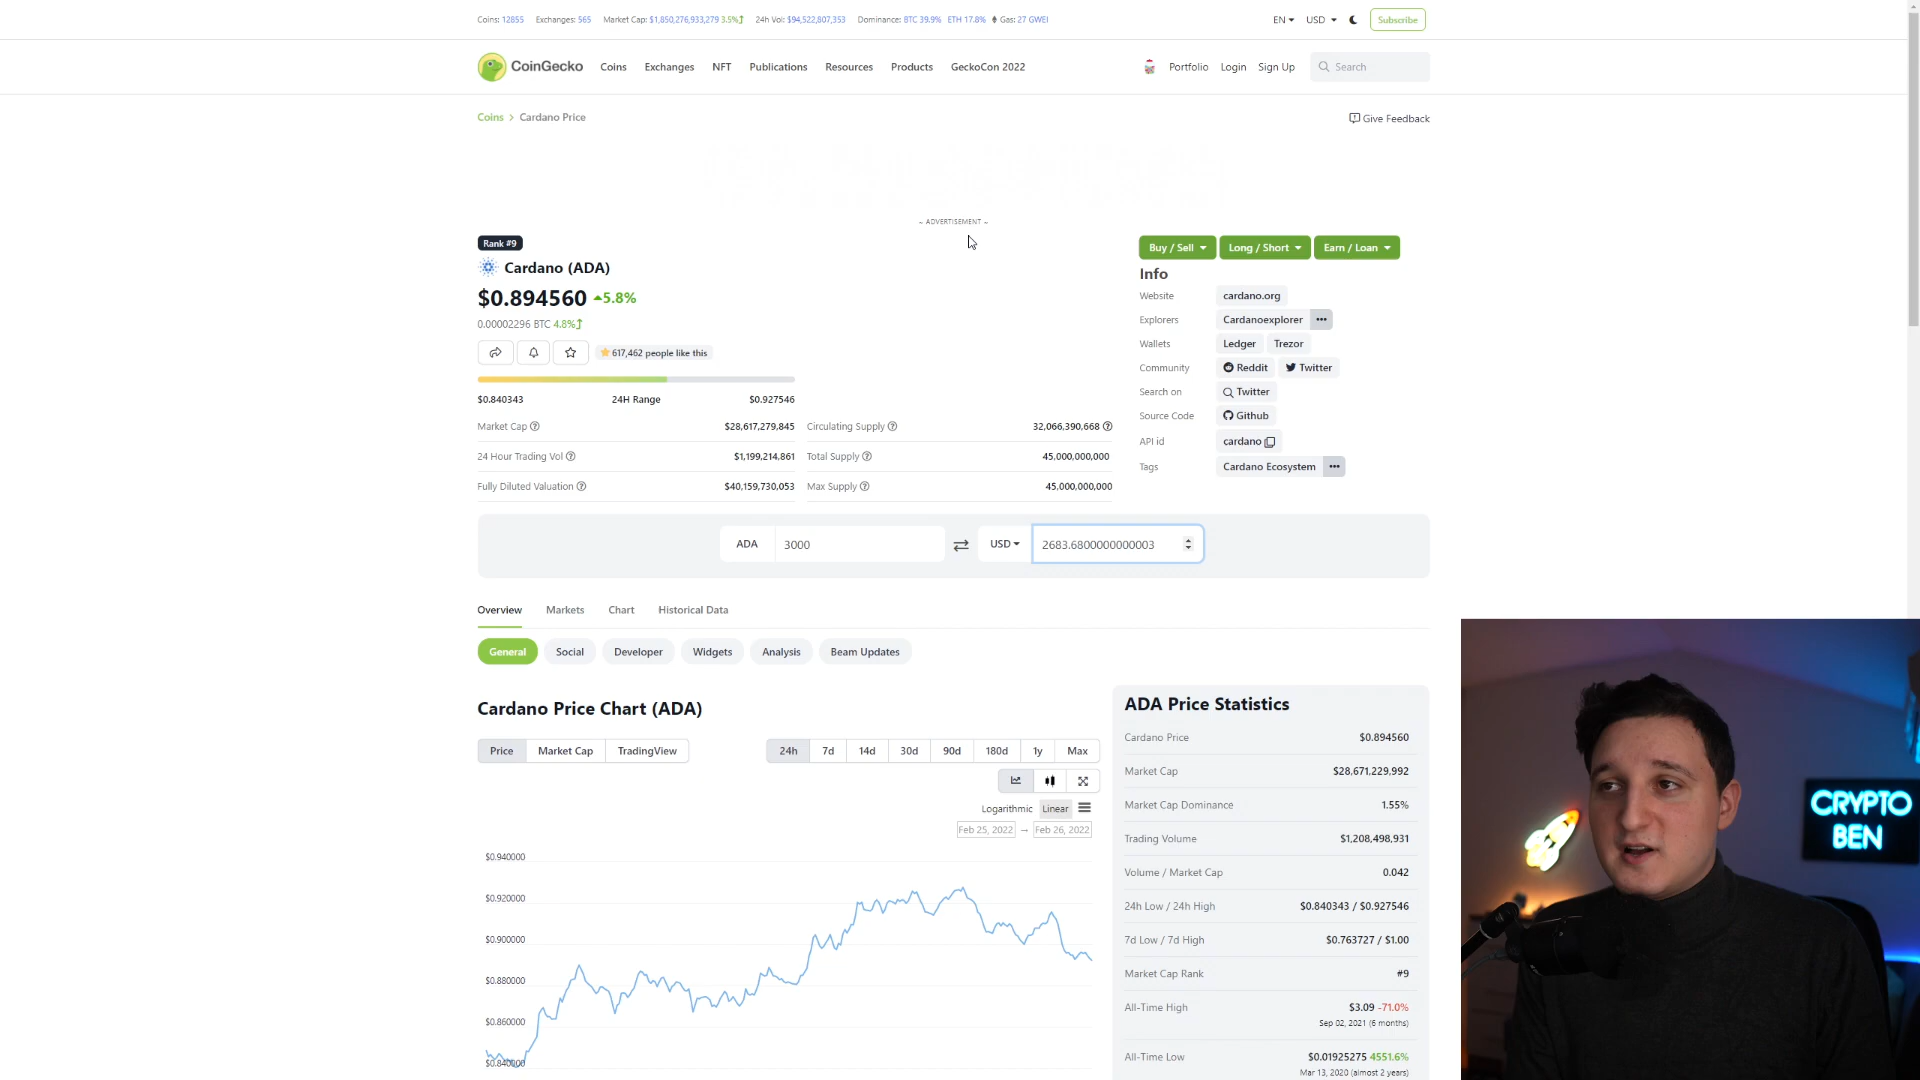 Coins: 12855 Exchanges: 565 Market Cap: $1,850,276,933,279 3.5% 24h Vol: $94,522,807,353 Dominance: BTC 39.9% ETH 17.8% Gas: 27 GWEI
EN USD Subscribe
CoinGecko Coins Exchanges NFT Publications Resources Products GeckoCon 2022 Portfolio Login Sign Up Search
Coins > Cardano Price
Give Feedback
~ ADVERTISEMENT ~
Rank #9
Cardano (ADA)
$0.894560 5.8%
0.00002296 BTC 4.8%
617,462 people like this
$0.840343 24H Range $0.927546
Market Cap $28,617,279,845
24 Hour Trading Vol $1,199,214,861
Fully Diluted Valuation $40,159,730,053
Circulating Supply 32,066,390,668
Total Supply 45,000,000,000
Max Supply 45,000,000,000
Buy / Sell Long / Short Earn / Loan
Info
Website cardano.org
Explorers Cardanoexplorer
Wallets Ledger Trezor
Community Reddit Twitter
Search on Twitter
Source Code Github
API id cardano
Tags Cardano Ecosystem
ADA 3000 USD 2683.6800000000003
Overview Markets Chart Historical Data
General Social Developer Widgets Analysis Beam Updates
Cardano Price Chart (ADA)
Price Market Cap TradingView
24h 7d 14d 30d 90d 180d 1y Max
Logarithmic Linear
Feb 25, 2022 → Feb 26, 2022
$0.940000
$0.920000
$0.900000
$0.880000
$0.860000
$0.840000
ADA Price Statistics
Cardano Price $0.894560
Market Cap $28,671,229,992
Market Cap Dominance 1.55%
Trading Volume $1,208,498,931
Volume / Market Cap 0.042
24h Low / 24h High $0.840343 / $0.927546
7d Low / 7d High $0.763727 / $1.00
Market Cap Rank #9
All-Time High $3.09 -71.0%
Sep 02, 2021 (6 months)
All-Time Low $0.01925275 4551.6%
Mar 13, 2020 (almost 2 years)
CRYPTO
BEN